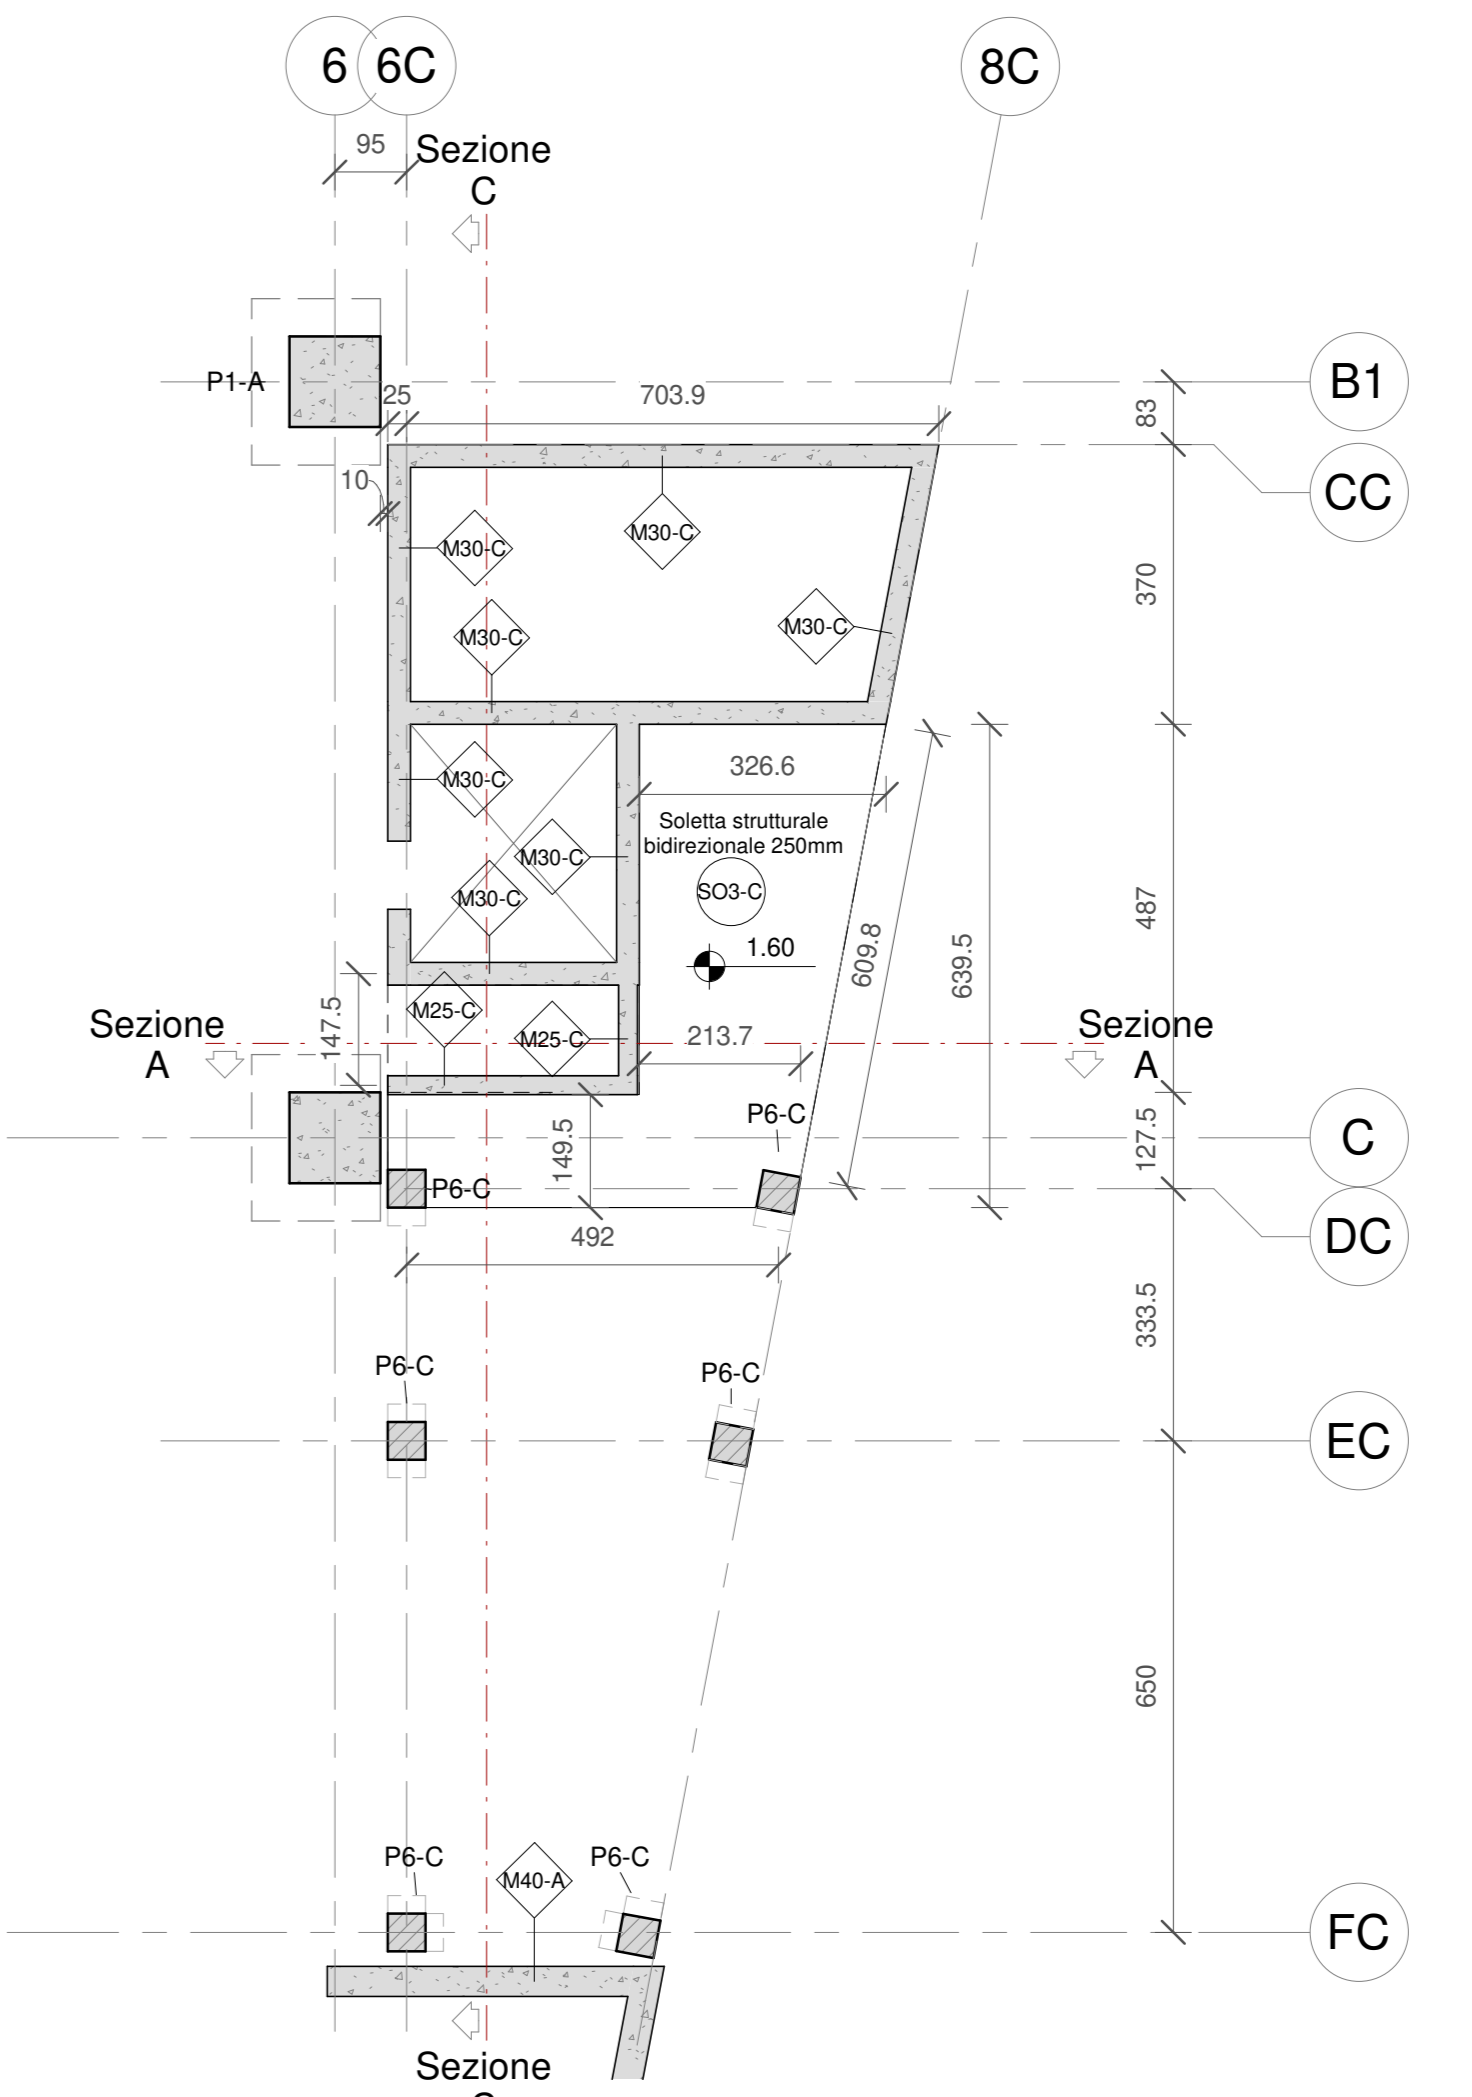 6
6C
8C
95
Sezione
C
P1-A
25
703.9
B1
83
CC
10
M30-C
M30-C
370
M30-C
M30-C
M30-C
326.6
Soletta strutturale
bidirezionale 250mm
M30-C
SO3-C
M30-C
487
1.60
609.8
639.5
M25-C
147.5
Sezione
A
M25-C
213.7
Sezione
A
P6-C
149.5
127.5
C
P6-C
492
DC
333.5
P6-C
P6-C
EC
650
P6-C
M40-A
P6-C
FC
Sezione